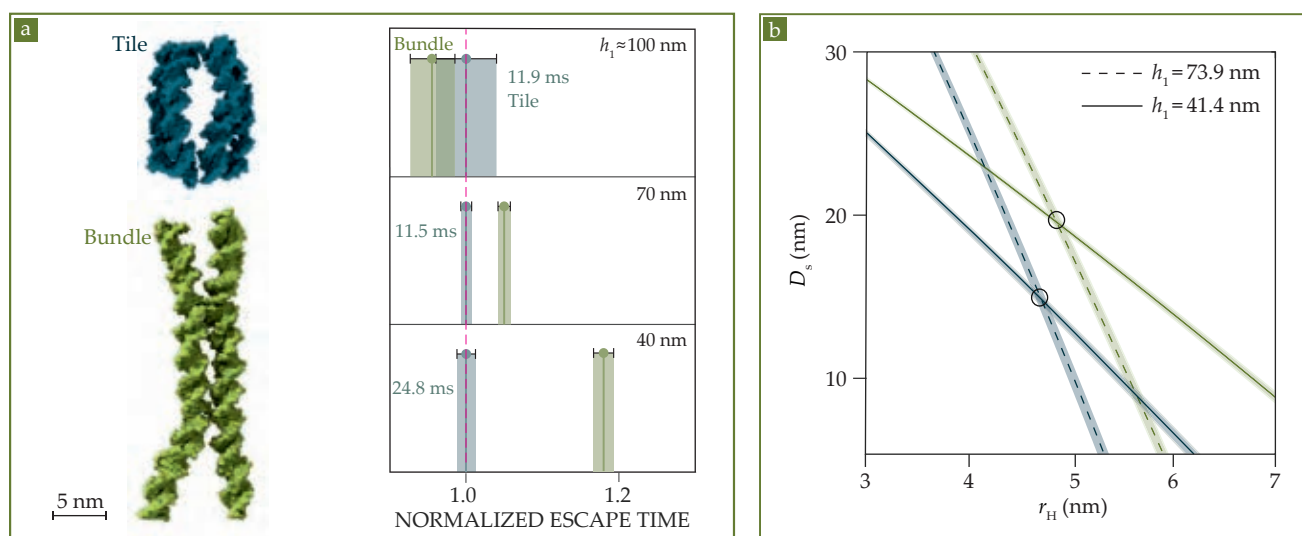 a
Tile
Bundle
5 nm
Bundle
h₁≈100 nm
11.9 ms
Tile
70 nm
11.5 ms
40 nm
24.8 ms
1.0 1.2
NORMALIZED ESCAPE TIME
b
30
20
10
Dₛ (nm)
h₁=73.9 nm
h₁=41.4 nm
3 4 5 6 7
r_H (nm)